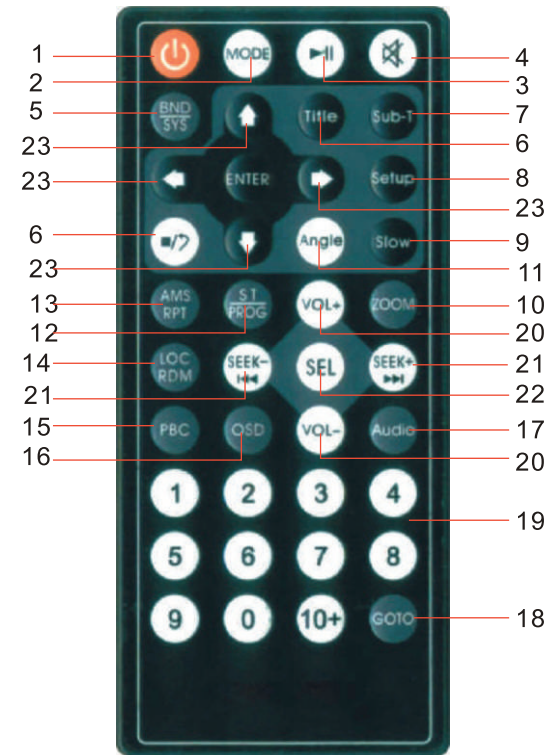 1 MODE 4
2 3
5 BND Title Sub-T 7
SYS
23 6
23 ENTER Setup 8
23
6 Angle Slow 9
23 11
13 AMS ST VOL+ ZOOM 10
RPT PROG
12 20
14 LOC SEEK- SEL SEEK+ 21
RDM
21 22
15 PBC OSD VOL- Audio 17
16 20
1 2 3 4
19
5 6 7 8
9 0 10+ GOTO 18